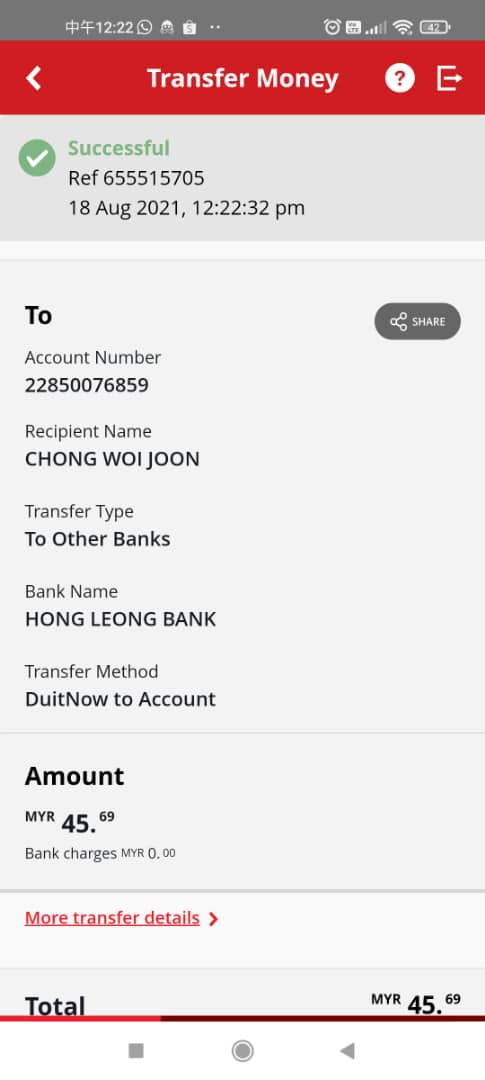 中午12:22
42
Transfer Money
Successful
Ref 655515705
18 Aug 2021, 12:22:32 pm
To
SHARE
Account Number
22850076859
Recipient Name
CHONG WOI JOON
Transfer Type
To Other Banks
Bank Name
HONG LEONG BANK
Transfer Method
DuitNow to Account
Amount
MYR 45.69
Bank charges MYR 0.00
More transfer details
Total MYR 45.69